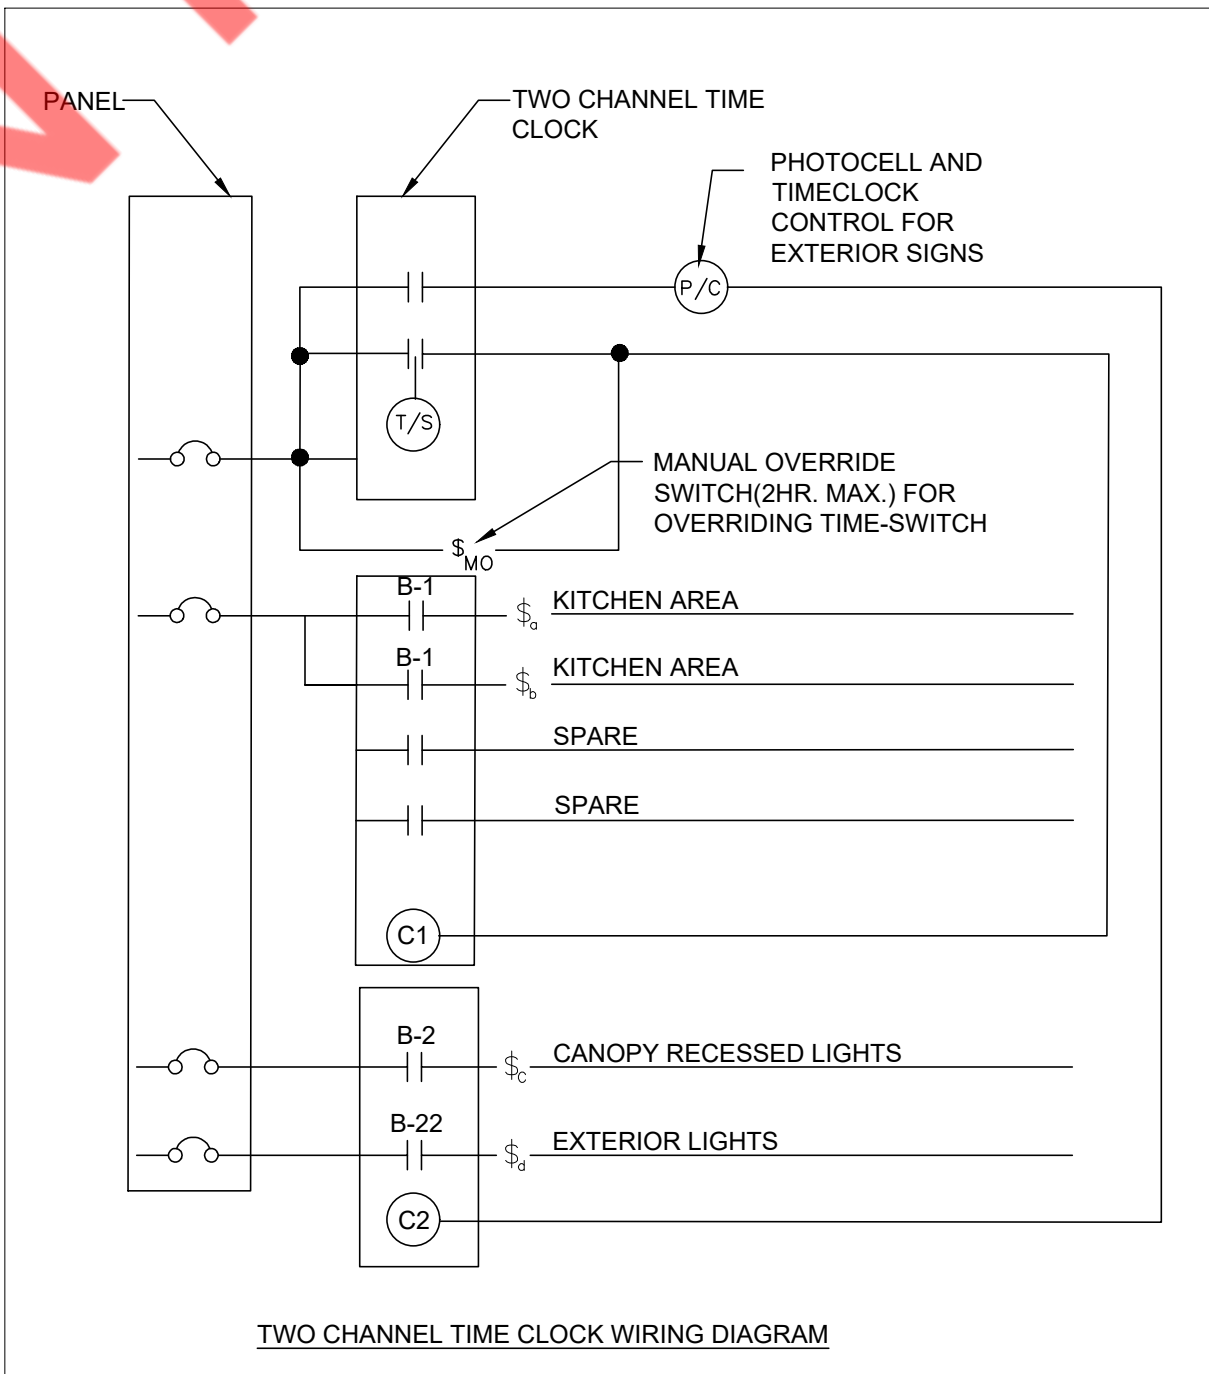 PANEL
TWO CHANNEL TIME
CLOCK
PHOTOCELL AND
TIMECLOCK
CONTROL FOR
EXTERIOR SIGNS
P/C
T/S
MANUAL OVERRIDE
SWITCH(2HR. MAX.) FOR
OVERRIDING TIME-SWITCH
$MO
B-1
$a KITCHEN AREA
B-1
$b KITCHEN AREA
SPARE
SPARE
C1
B-2
$c CANOPY RECESSED LIGHTS
B-22
$d EXTERIOR LIGHTS
C2
TWO CHANNEL TIME CLOCK WIRING DIAGRAM